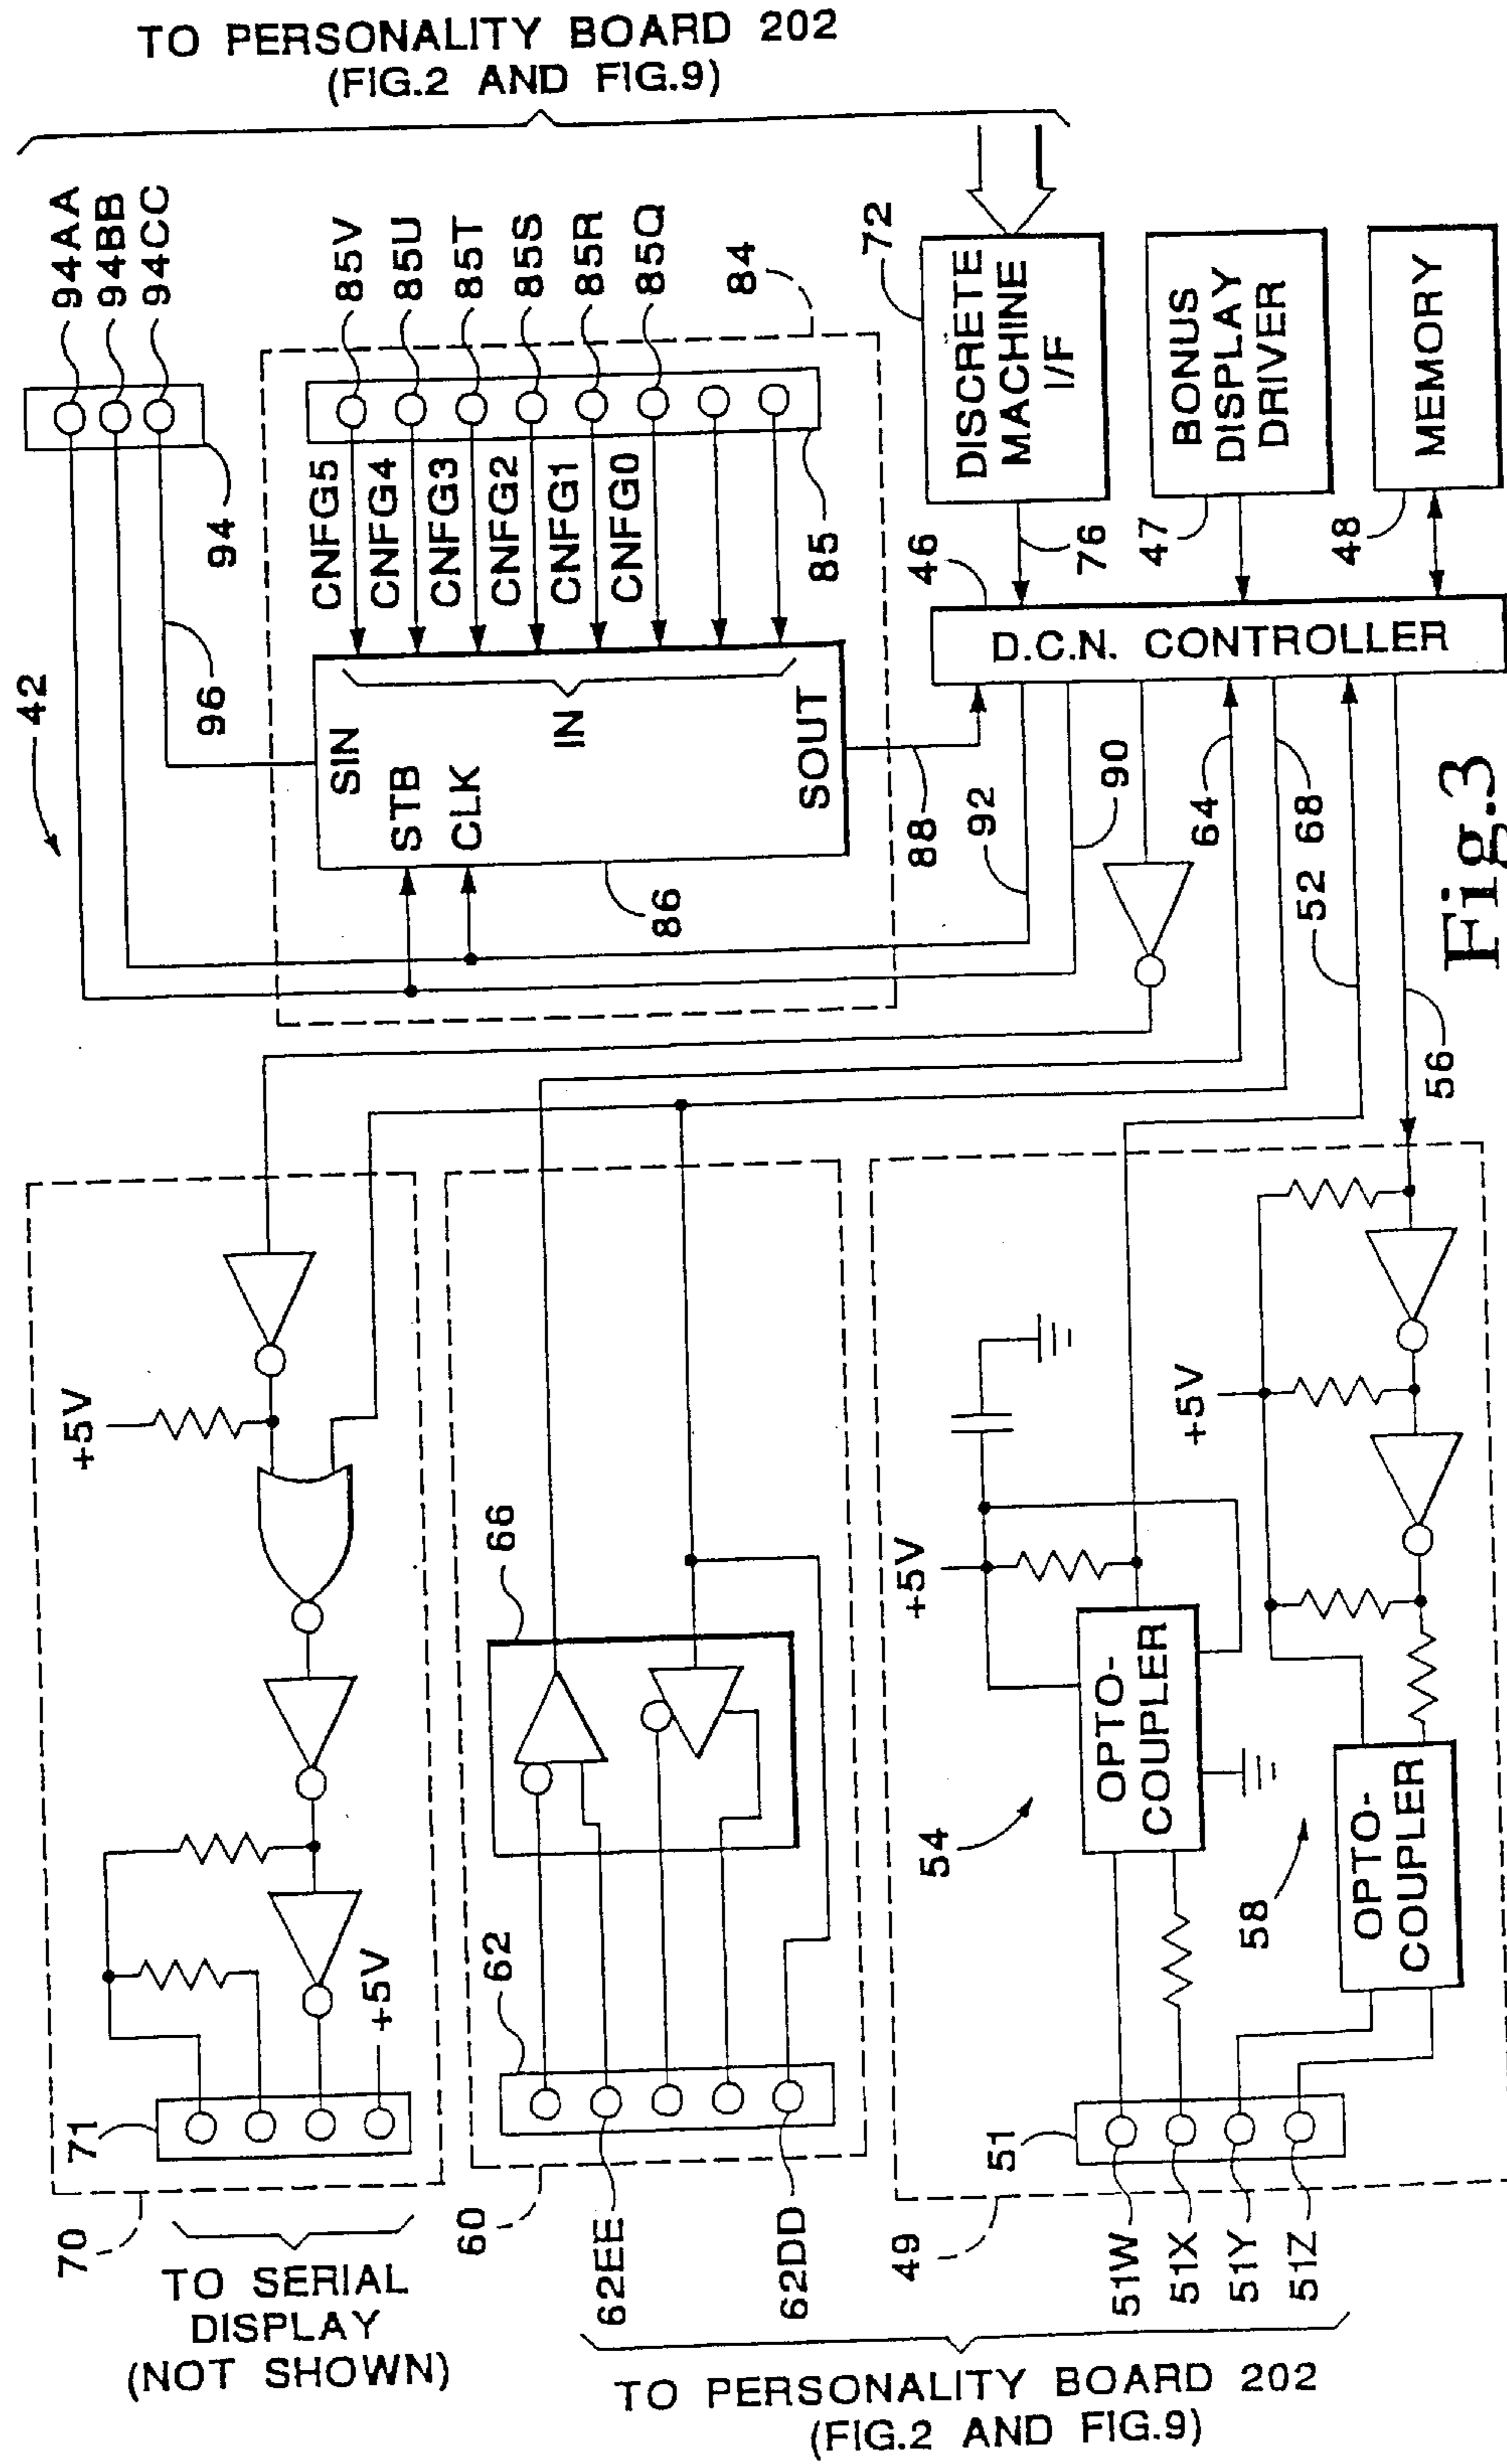 TO PERSONALITY BOARD 202
(FIG.2 AND FIG.9)
94AA
94BB
94CC
94
96
42
85V
85U
85T
85S
85R
85Q
84
CNFG5
CNFG4
CNFG3
CNFG2
CNFG1
CNFG0
85
SIN
STB
CLK
IN
SOUT
86
88
72
DISCRETE
MACHINE
I/F
76
46
BONUS
DISPLAY
DRIVER
47
MEMORY
48
D.C.N. CONTROLLER
92
90
64
68
52
56
Fig.3
+5V
+5V
71
70
TO SERIAL
DISPLAY
(NOT SHOWN)
66
62
60
62EE
62DD
+5V
+5V
OPTO-
COUPLER
54
OPTO-
COUPLER
58
51
49
51W
51X
51Y
51Z
TO PERSONALITY BOARD 202
(FIG.2 AND FIG.9)